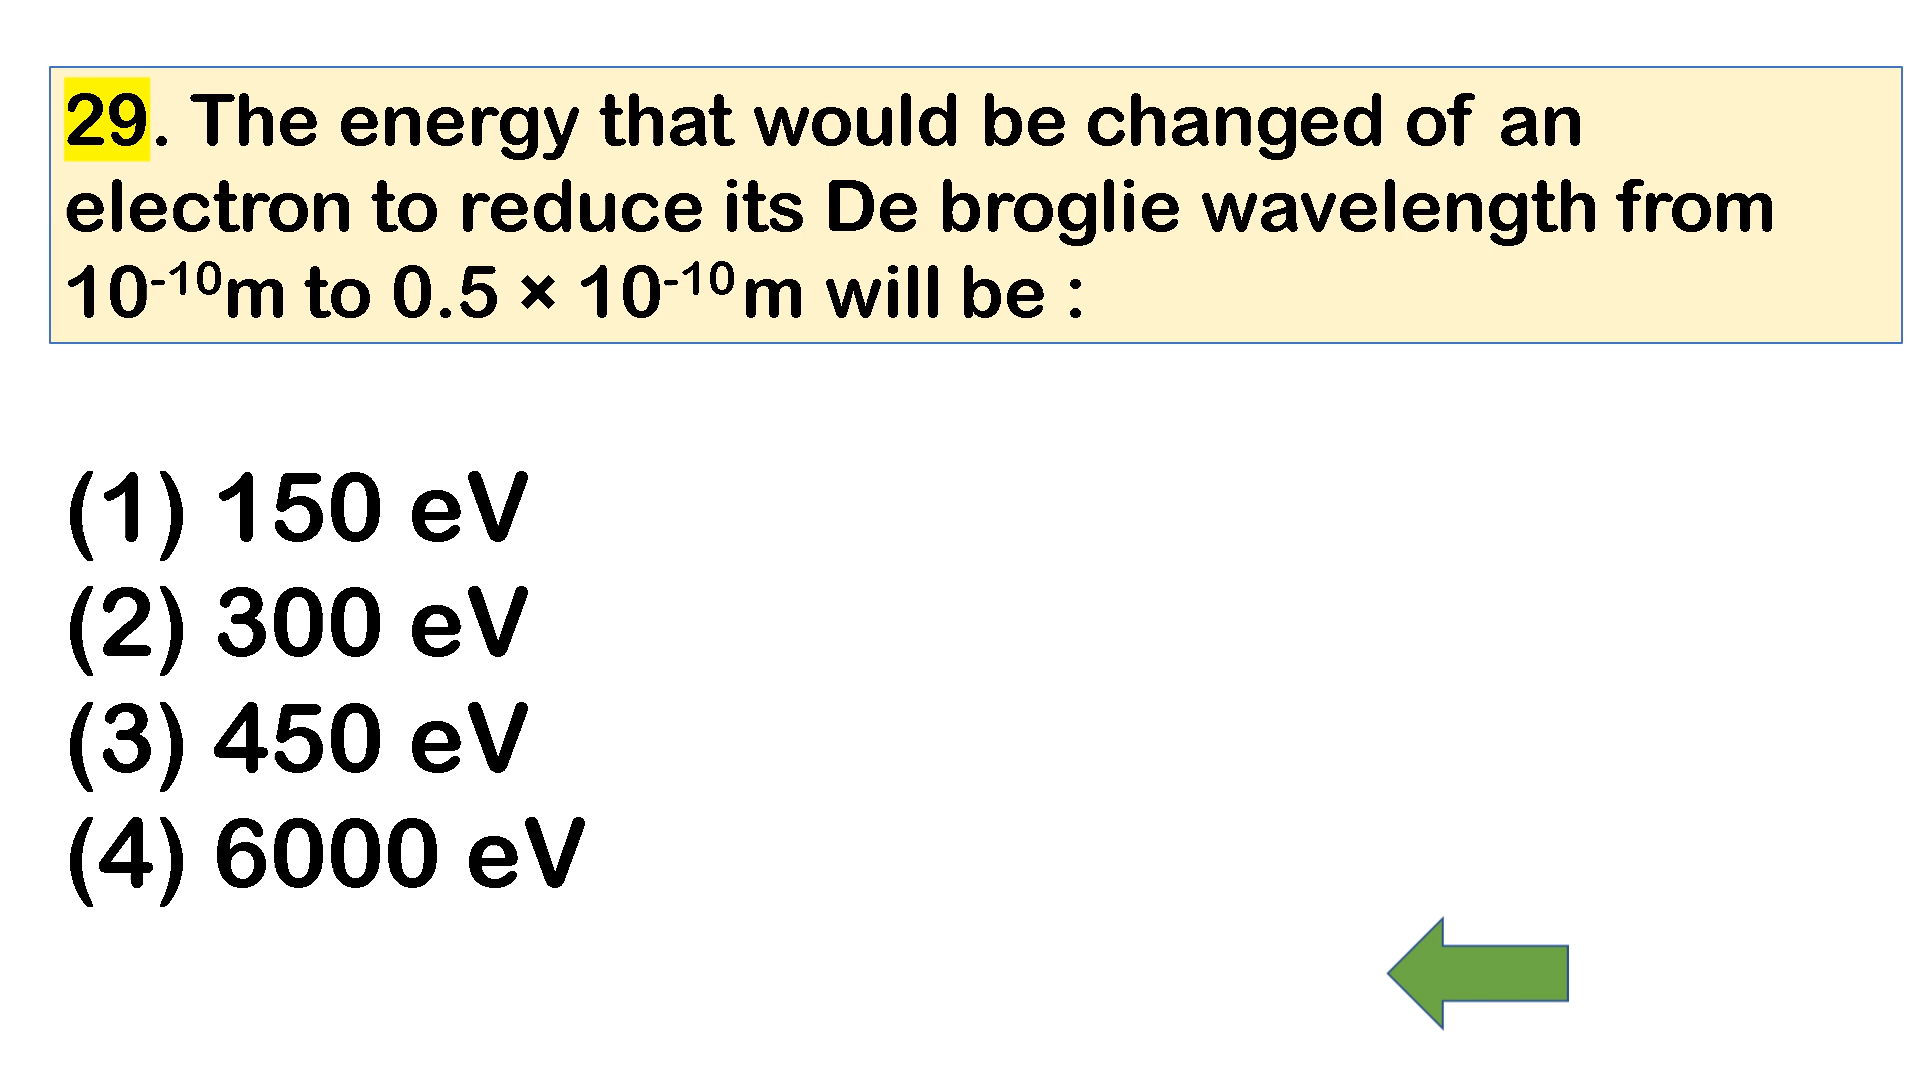 29. The energy that would be changed of an
electron to reduce its De broglie wavelength from
10⁻¹⁰m to 0.5 × 10⁻¹⁰m will be :
(1) 150 eV
(2) 300 eV
(3) 450 eV
(4) 6000 eV